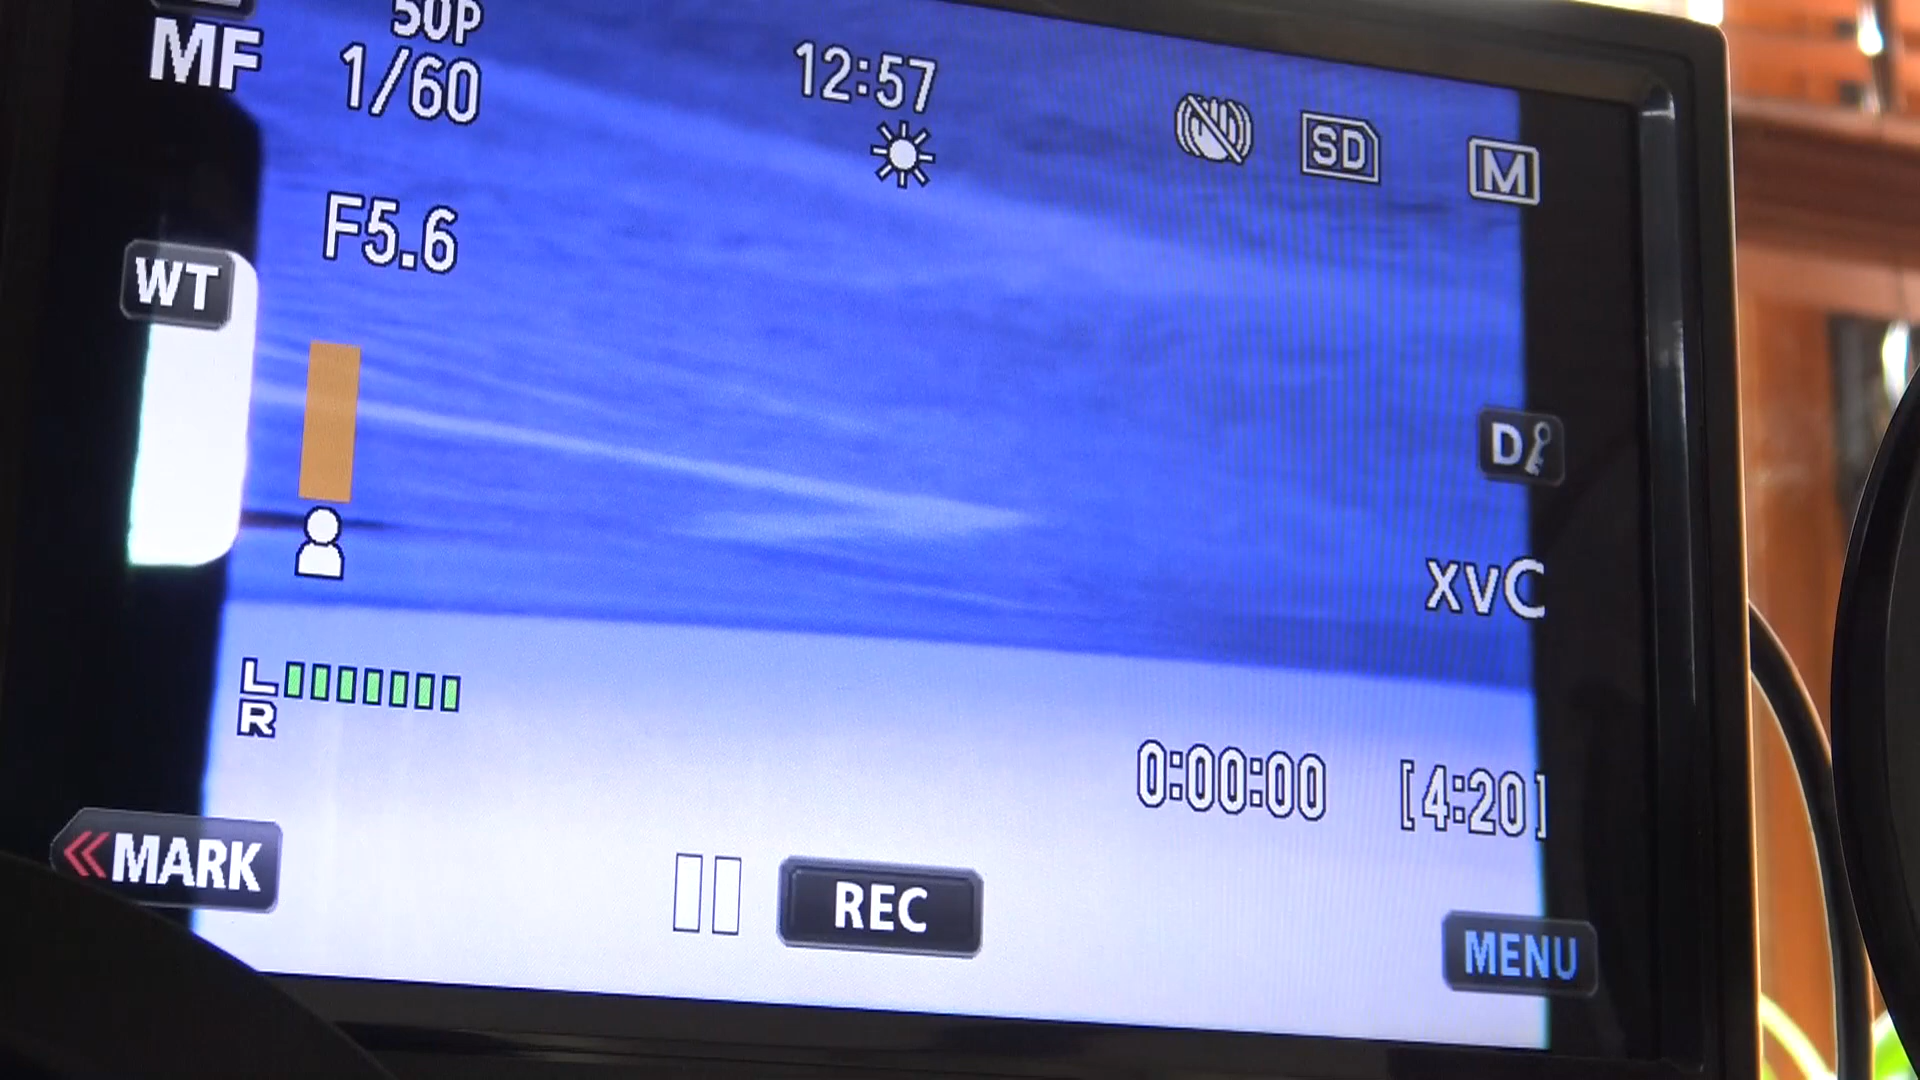 50P
MF 1/60 12:57 SD M
F5.6
WT
D
XVC
L
R
0:00:00 [4:20]
MARK
REC
MENU